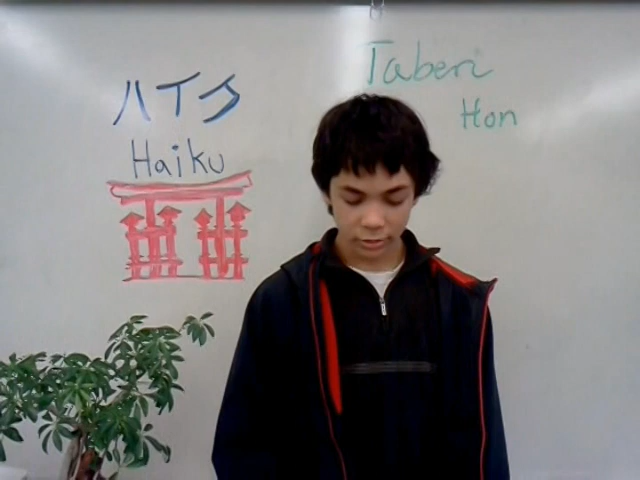 ハイク
Haiku
Taberi
Hon